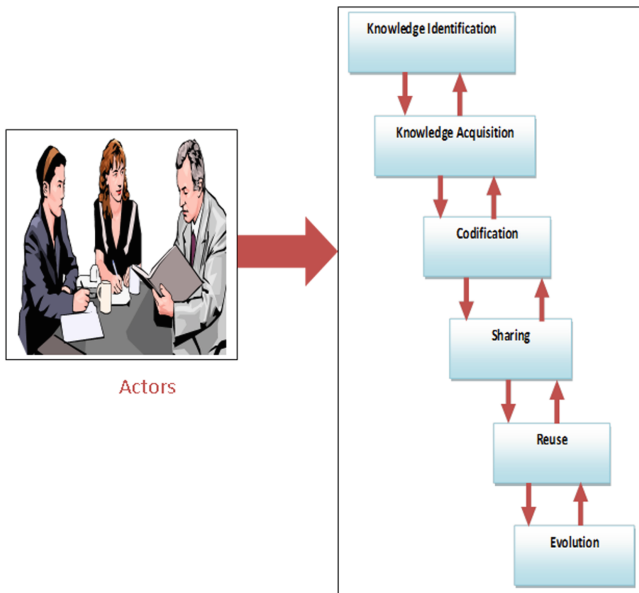 Knowledge Identification
Knowledge Acquisition
Codification
Sharing
Reuse
Evolution
Actors